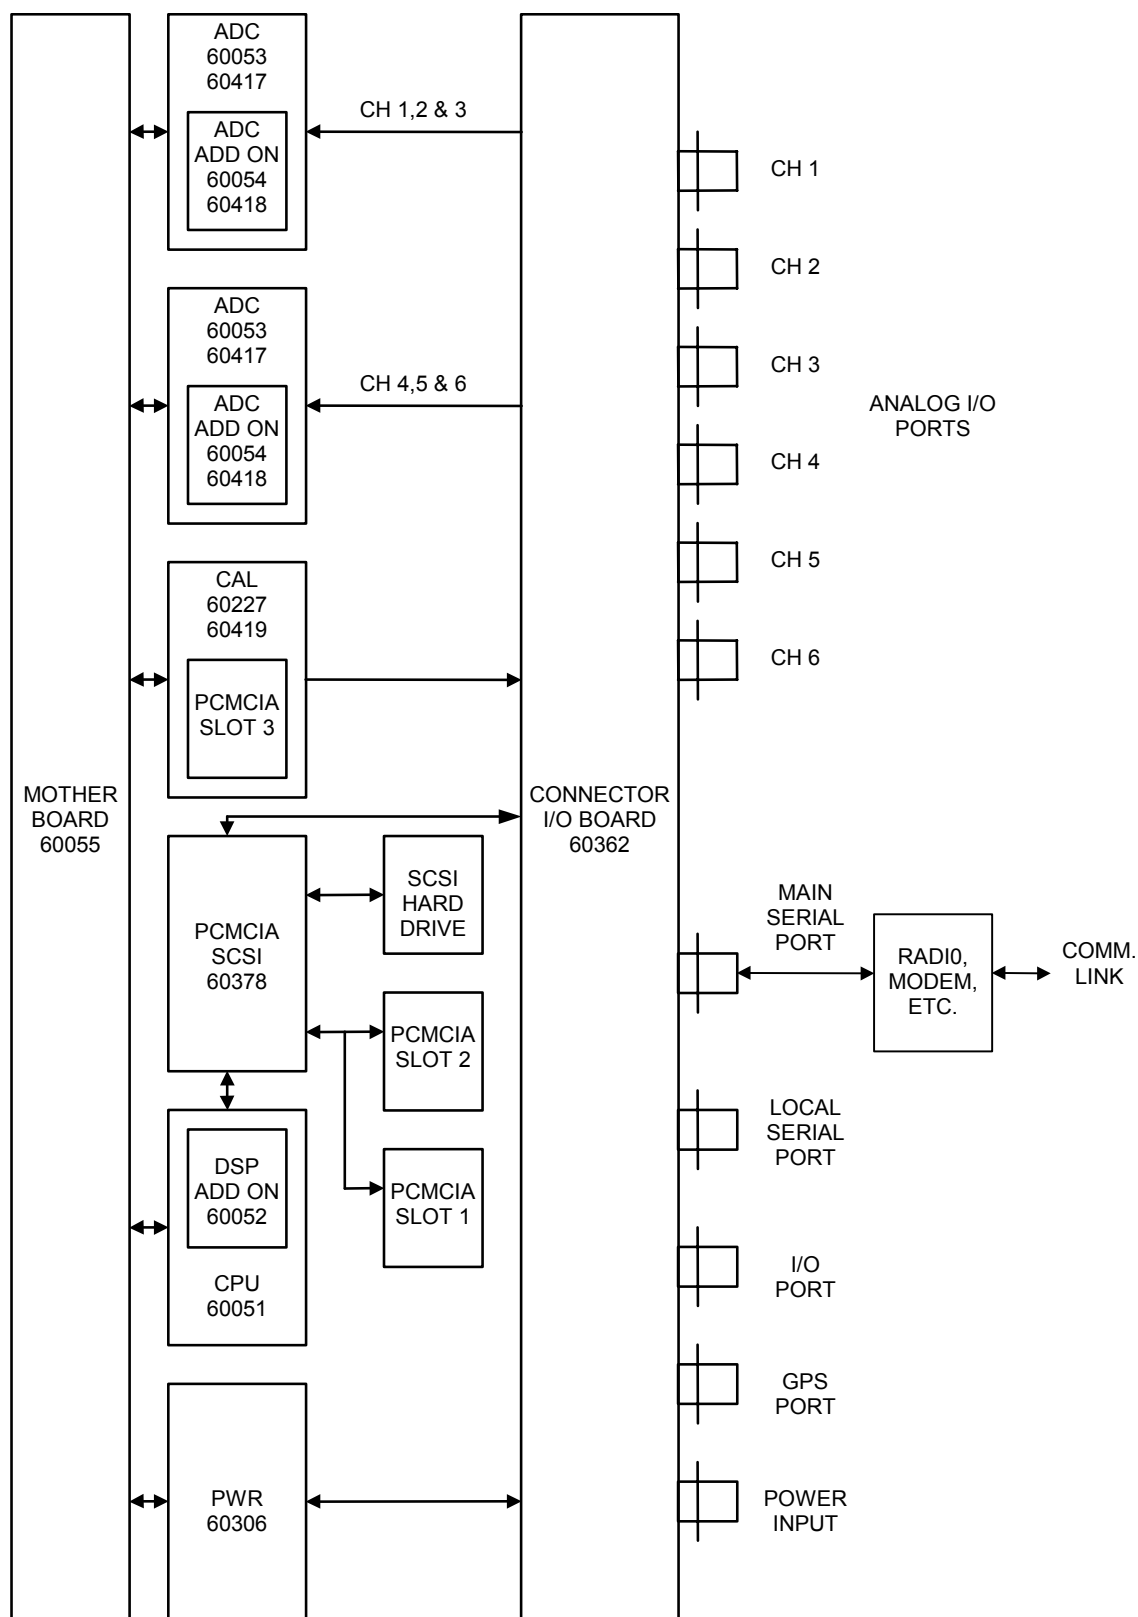 MOTHER
BOARD
60055
ADC
60053
60417
ADC
ADD ON
60054
60418
CH 1,2 & 3
ADC
60053
60417
ADC
ADD ON
60054
60418
CH 4,5 & 6
CAL
60227
60419
PCMCIA
SLOT 3
PCMCIA
SCSI
60378
SCSI
HARD
DRIVE
PCMCIA
SLOT 2
PCMCIA
SLOT 1
DSP
ADD ON
60052
CPU
60051
PWR
60306
CONNECTOR
I/O BOARD
60362
CH 1
CH 2
CH 3
CH 4
CH 5
CH 6
ANALOG I/O
PORTS
MAIN
SERIAL
PORT
RADI0,
MODEM,
ETC.
COMM.
LINK
LOCAL
SERIAL
PORT
I/O
PORT
GPS
PORT
POWER
INPUT